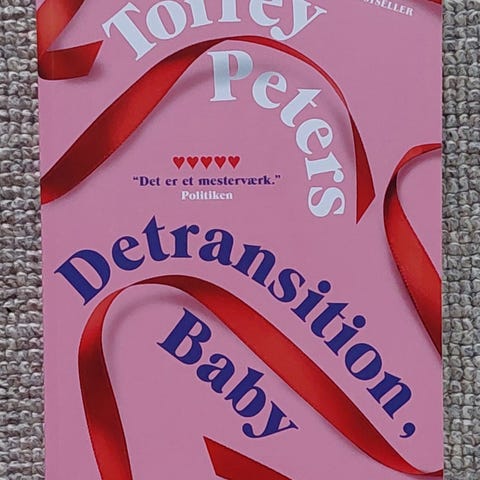 Torrey
Peters
♥♥♥♥♥
“Det er et mesterværk.”
Politiken
Detransition,
Baby